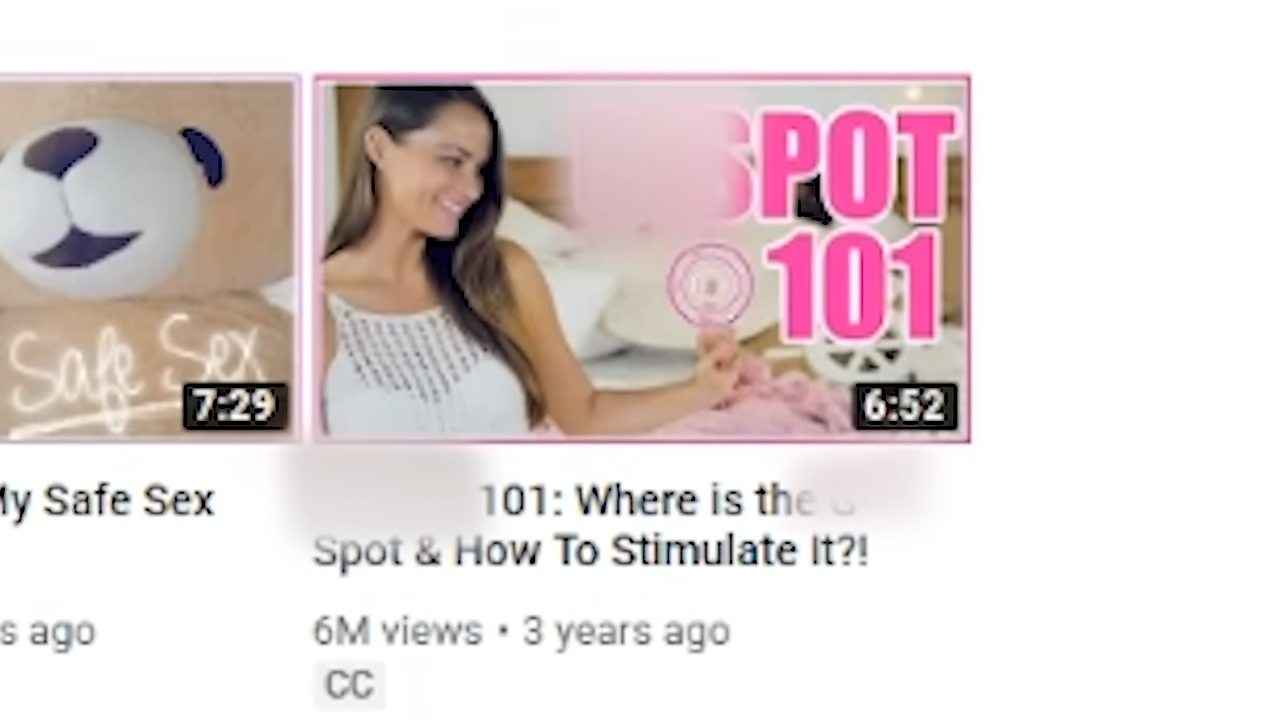 SPOT
101
Safe Sex
7:29
6:52
My Safe Sex
101: Where is the
Spot & How To Stimulate It?!
s ago
6M views • 3 years ago
CC